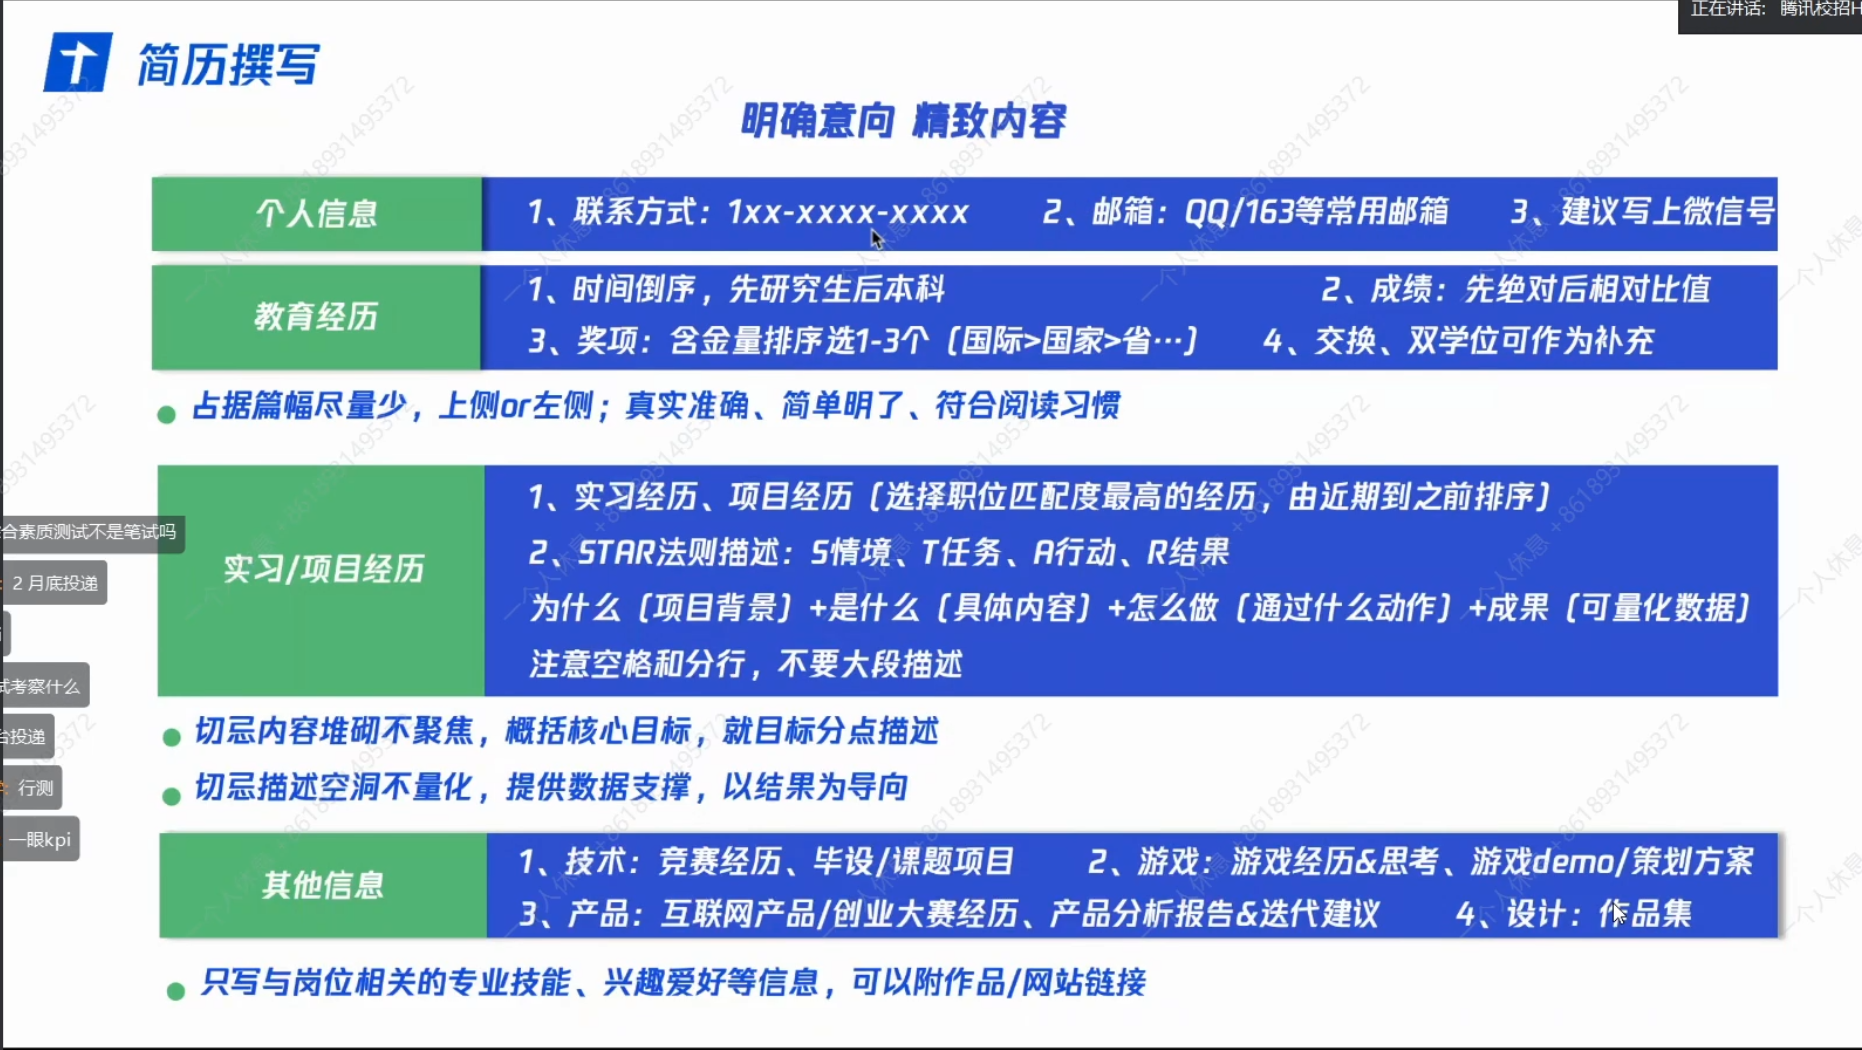 正在讲话: 腾讯校招H
简历撰写
明确意向 精致内容
个人信息
1、联系方式：1xx-xxxx-xxxx 2、邮箱：QQ/163等常用邮箱 3、建议写上微信号
教育经历
1、时间倒序，先研究生后本科 2、成绩：先绝对后相对比值
3、奖项：含金量排序选1-3个（国际>国家>省…） 4、交换、双学位可作为补充
占据篇幅尽量少，上侧or左侧；真实准确、简单明了、符合阅读习惯
实习/项目经历
1、实习经历、项目经历（选择职位匹配度最高的经历，由近期到之前排序）
2、STAR法则描述：S情境、T任务、A行动、R结果
为什么（项目背景）+是什么（具体内容）+怎么做（通过什么动作）+成果（可量化数据）
注意空格和分行，不要大段描述
切忌内容堆砌不聚焦，概括核心目标，就目标分点描述
切忌描述空洞不量化，提供数据支撑，以结果为导向
其他信息
1、技术：竞赛经历、毕设/课题项目 2、游戏：游戏经历&思考、游戏demo/策划方案
3、产品：互联网产品/创业大赛经历、产品分析报告&迭代建议 4、设计：作品集
只写与岗位相关的专业技能、兴趣爱好等信息，可以附作品/网站链接
合素质测试不是笔试吗
: 2 月底投递
试考察什么
台投递
: 行测
一眼kpi
一个人休息 +8618931495372